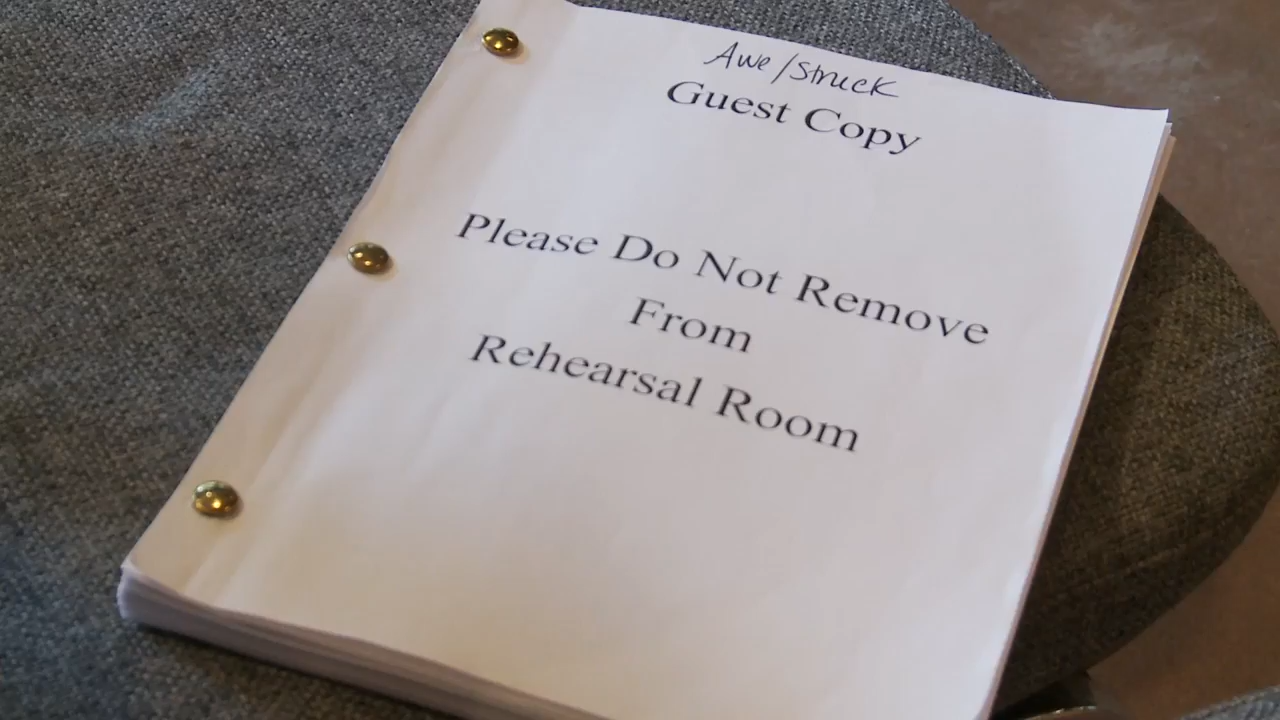 Awe/Struck
Guest Copy
Please Do Not Remove
From
Rehearsal Room